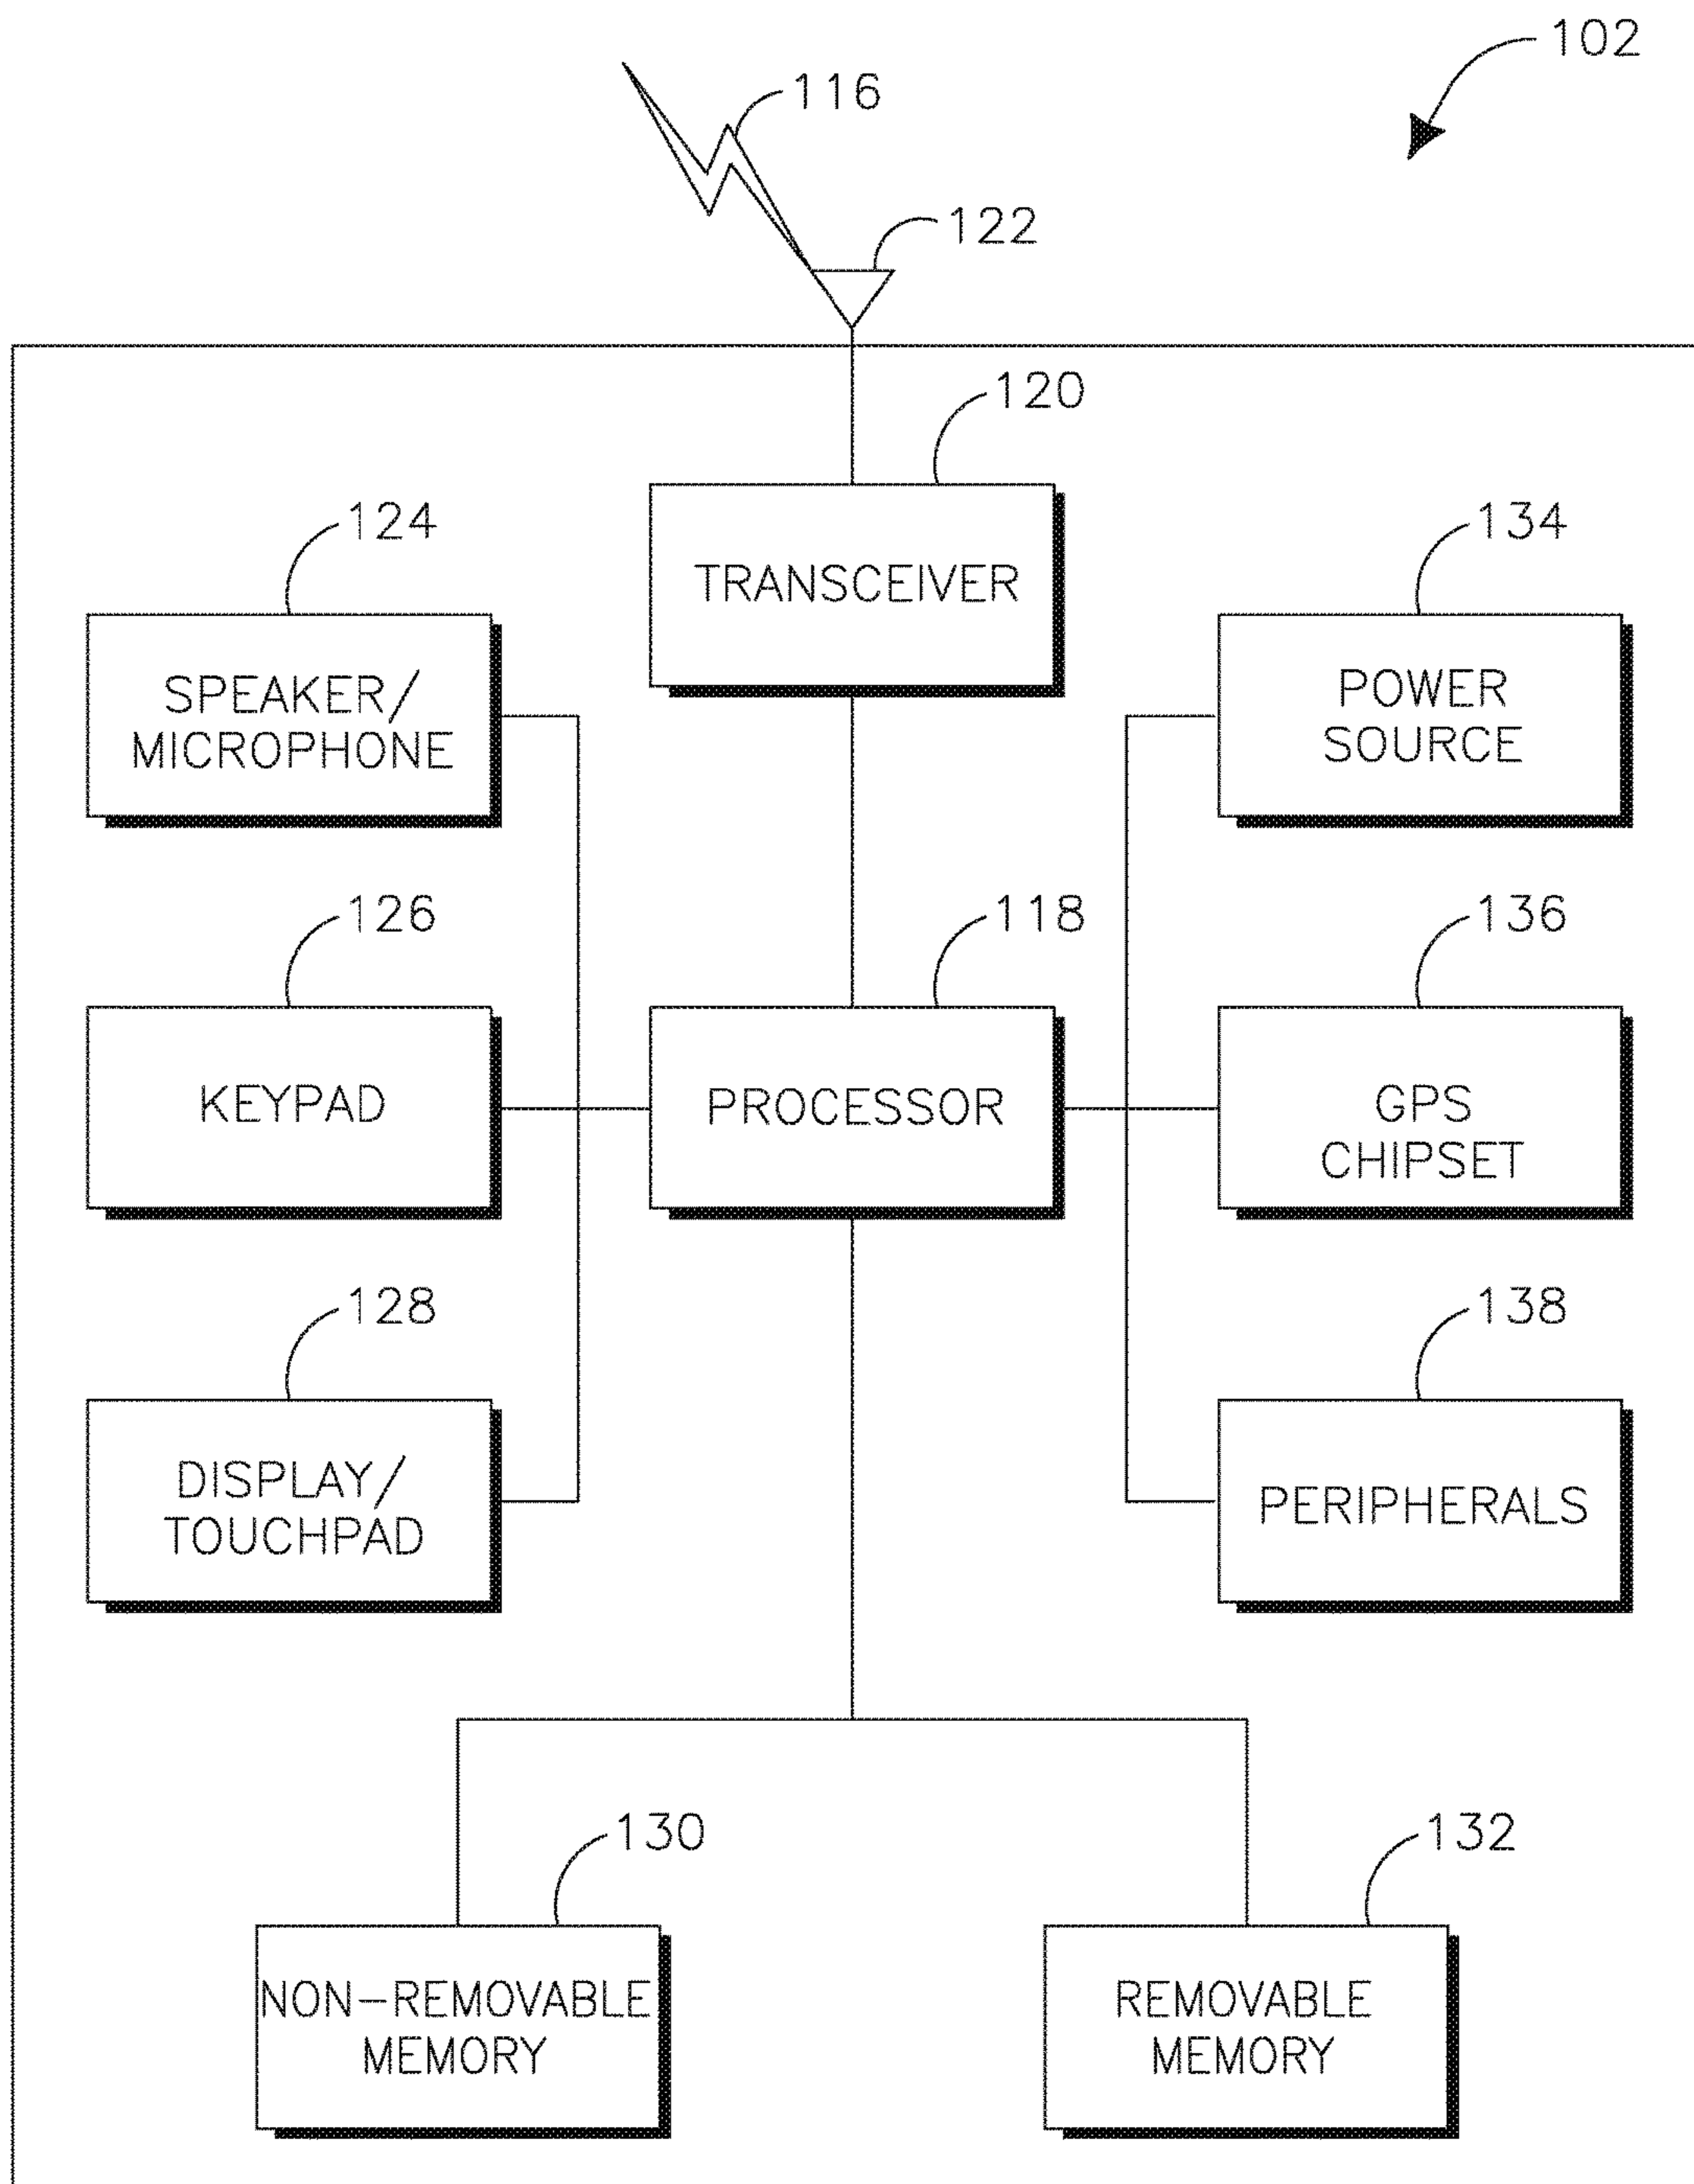 102
116
122
120
124
134
TRANSCEIVER
SPEAKER/
MICROPHONE
POWER
SOURCE
126
118
136
KEYPAD
PROCESSOR
GPS
CHIPSET
128
138
DISPLAY/
TOUCHPAD
PERIPHERALS
130
132
NON-REMOVABLE
MEMORY
REMOVABLE
MEMORY